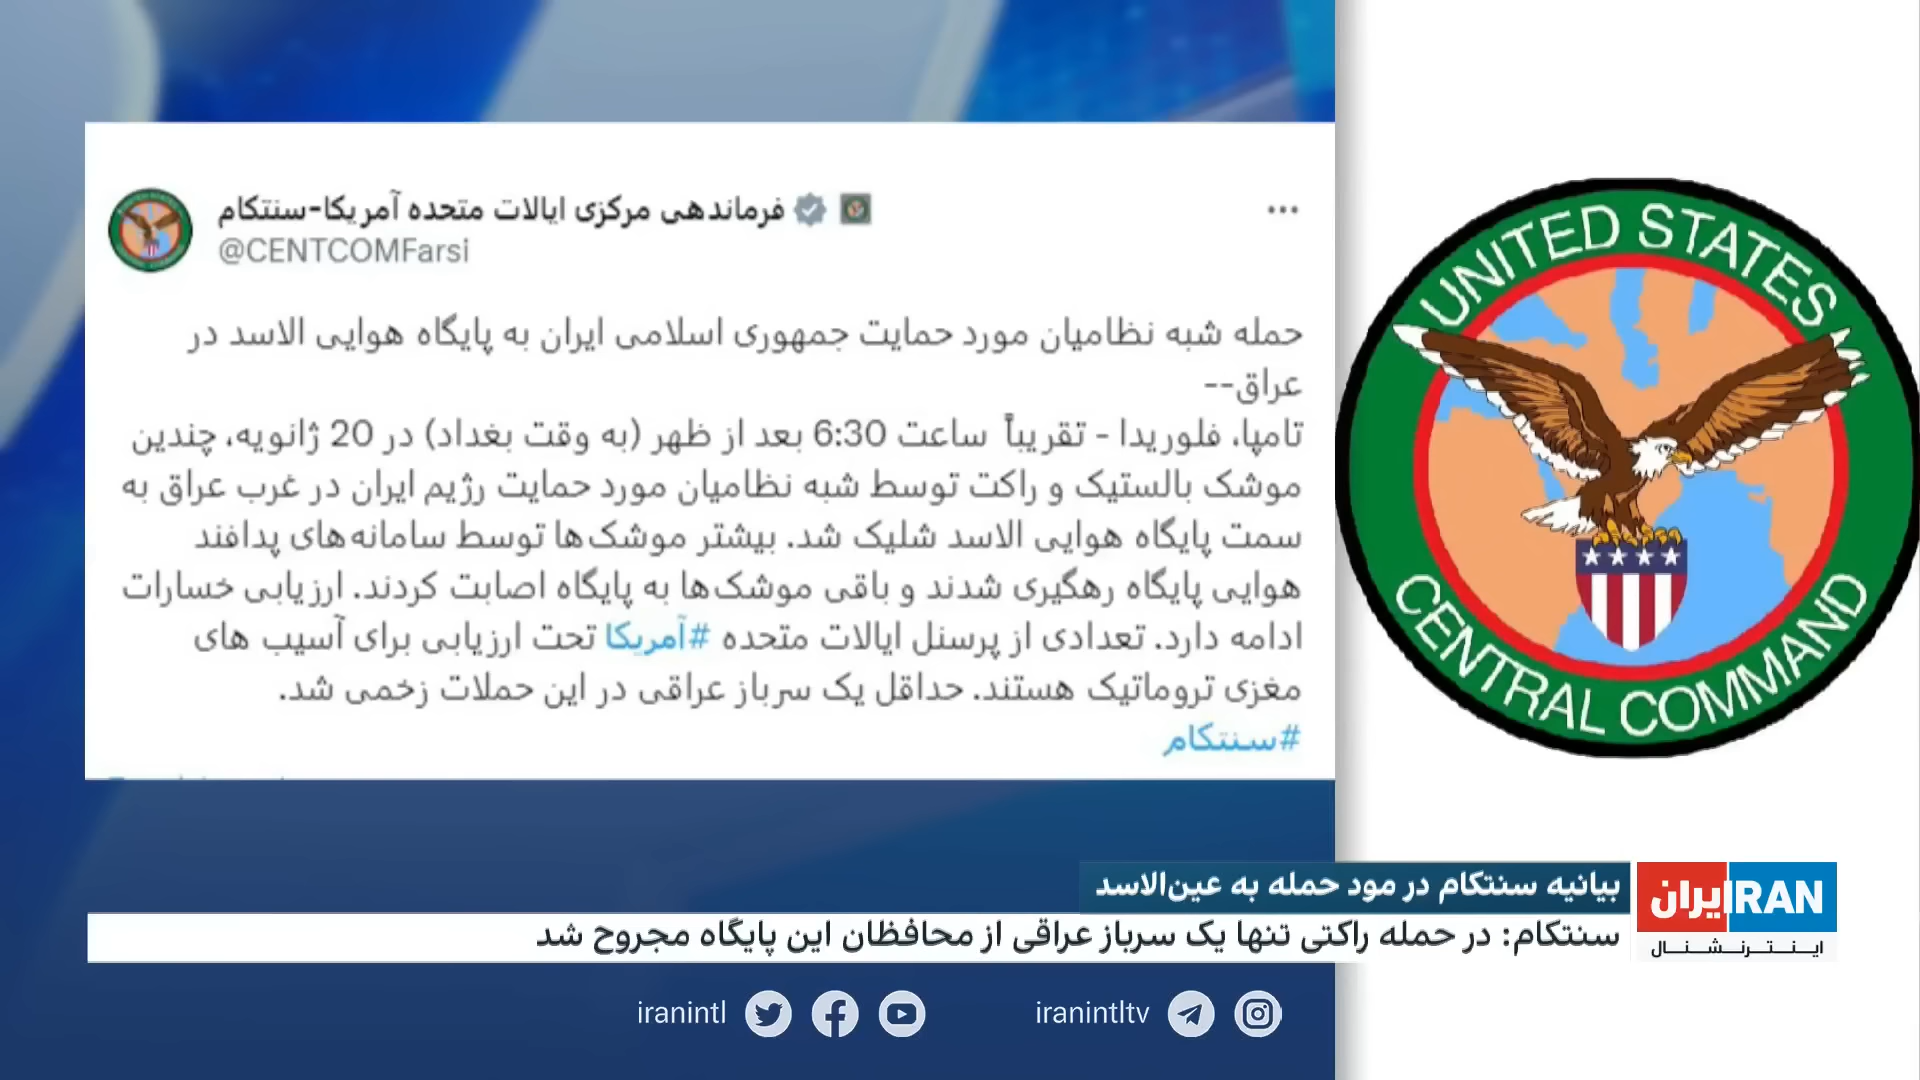 فرماندهی مرکزی ایالات متحده آمریکا-سنتکام
@CENTCOMFarsi
حمله شبه نظامیان مورد حمایت جمهوری اسلامی ایران به پایگاه هوایی الاسد در
عراق--
تامپا، فلوریدا - تقریباً ساعت 6:30 بعد از ظهر (به وقت بغداد) در 20 ژانویه، چندین
موشک بالستیک و راکت توسط شبه نظامیان مورد حمایت رژیم ایران در غرب عراق به
سمت پایگاه هوایی الاسد شلیک شد. بیشتر موشک‌ها توسط سامانه‌های پدافند
هوایی پایگاه رهگیری شدند و باقی موشک‌ها به پایگاه اصابت کردند. ارزیابی خسارات
ادامه دارد. تعدادی از پرسنل ایالات متحده #آمریکا تحت ارزیابی برای آسیب های
مغزی تروماتیک هستند. حداقل یک سرباز عراقی در این حملات زخمی شد.
#سنتکام
UNITED STATES
CENTRAL COMMAND
بیانیه سنتکام در مود حمله به عین‌الاسد
سنتکام: در حمله راکتی تنها یک سرباز عراقی از محافظان این پایگاه مجروح شد
ایران IRAN
اینترنشنال
iranintl
iranintltv